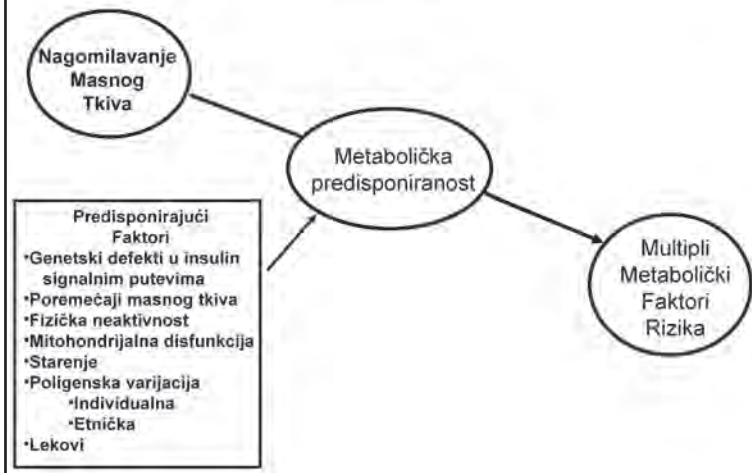 Nagomilavanje
Masnog
Tkiva
Metabolička
predisponiranost
Predisponirajući
Faktori
•Genetski defekti u insulin
signalnim putevima
•Poremećaji masnog tkiva
•Fizička neaktivnost
•Mitohondrijalna disfunkcija
•Starenje
•Poligenska varijacija
•Individualna
•Etnička
•Lekovi
Multipli
Metabolički
Faktori
Rizika